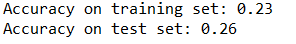 Accuracy on training set: 0.23
Accuracy on test set: 0.26